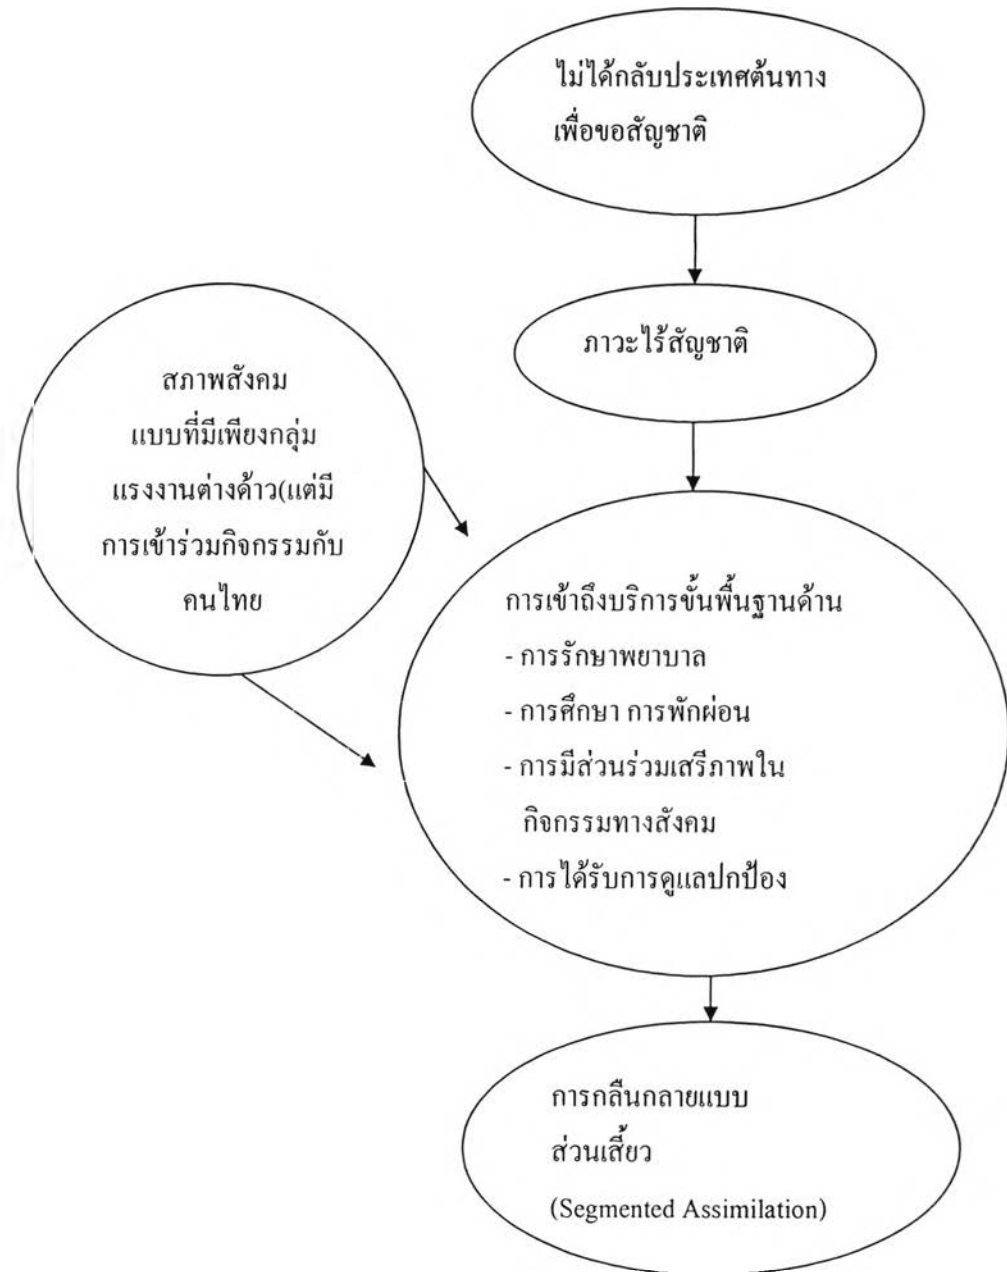 ไม่ได้กลับประเทศต้นทาง
เพื่อขอสัญชาติ
ภาวะไร้สัญชาติ
สภาพสังคม
แบบที่มีเพียงกลุ่ม
แรงงานต่างด้าว(แต่มี
การเข้าร่วมกิจกรรมกับ
คนไทย
การเข้าถึงบริการขั้นพื้นฐานด้าน
- การรักษาพยาบาล
- การศึกษา การพักผ่อน
- การมีส่วนร่วมเสรีภาพใน
กิจกรรมทางสังคม
- การได้รับการดูแลปกป้อง
การกลืนกลายแบบ
ส่วนเสี้ยว
(Segmented Assimilation)